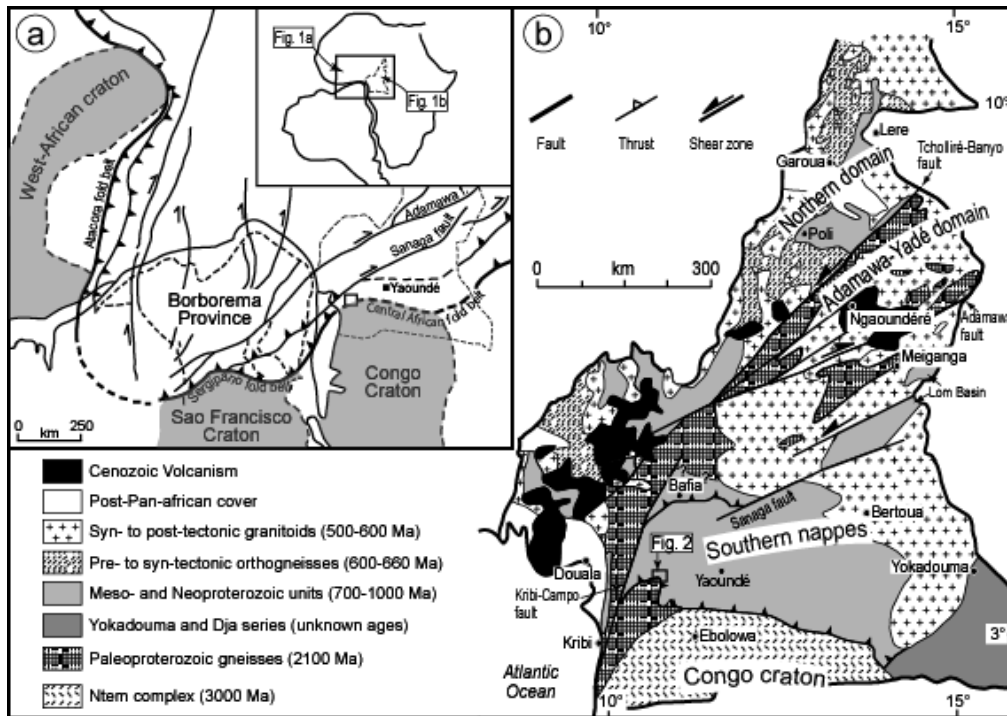 a
Fig. 1a
Fig. 1b
West-African craton
Atacora fold belt
Adamawa f.
Sanaga fault
Yaoundé
Borborema
Province
Central African fold belt
? Sergipano fold belt
Congo
Craton
Sao Francisco
Craton
0 km 250
Cenozoic Volcanism
Post-Pan-african cover
Syn- to post-tectonic granitoids (500-600 Ma)
Pre- to syn-tectonic orthogneisses (600-660 Ma)
Meso- and Neoproterozoic units (700-1000 Ma)
Yokadouma and Dja series (unknown ages)
Paleoproterozoic gneisses (2100 Ma)
Ntem complex (3000 Ma)
b
10°
15°
10°
Fault
Thrust
Shear zone
Lere
Garoua
Tcholliré-Banyo
fault
Northern domain
Poli
0 km 300
Adamawa-Yadé domain
Ngaoundéré
Adamawa
fault
Meiganga
Lom Basin
Bafia
Sanaga fault
Bertoua
Southern nappes
Fig. 2
Douala
Yaoundé
Yokadouma
Kribi-Campo
fault
Kribi
Ebolowa
3°
Atlantic
Ocean
Congo craton
10°
15°